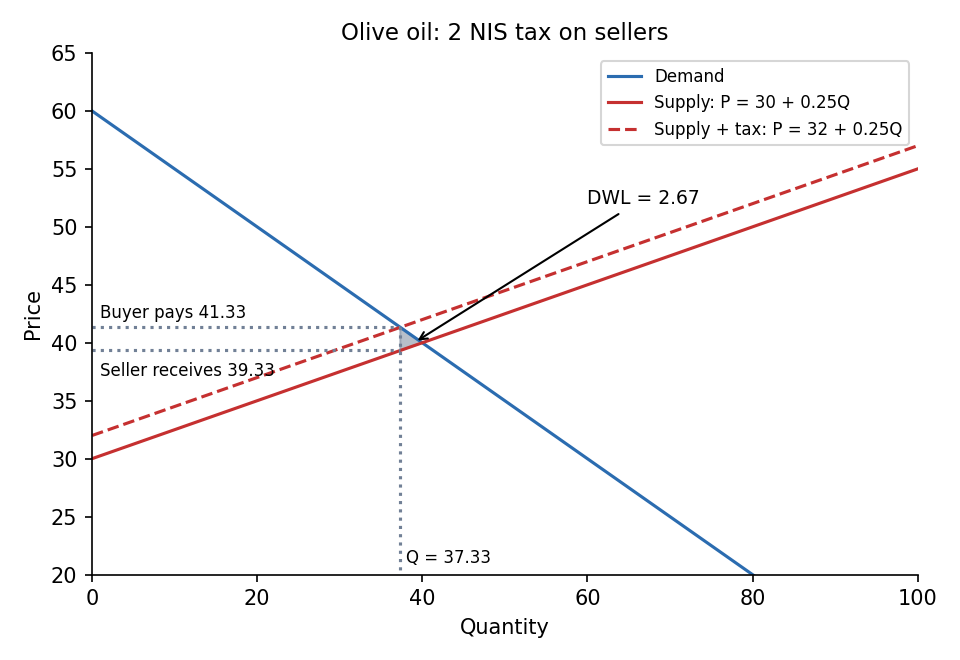 Olive oil: 2 NIS tax on sellers
65
60
55
50
45
40
35
30
25
20
Price
Demand
Supply: P = 30 + 0.25Q
Supply + tax: P = 32 + 0.25Q
DWL = 2.67
Buyer pays 41.33
Seller receives 39.33
Q = 37.33
0 20 40 60 80 100
Quantity